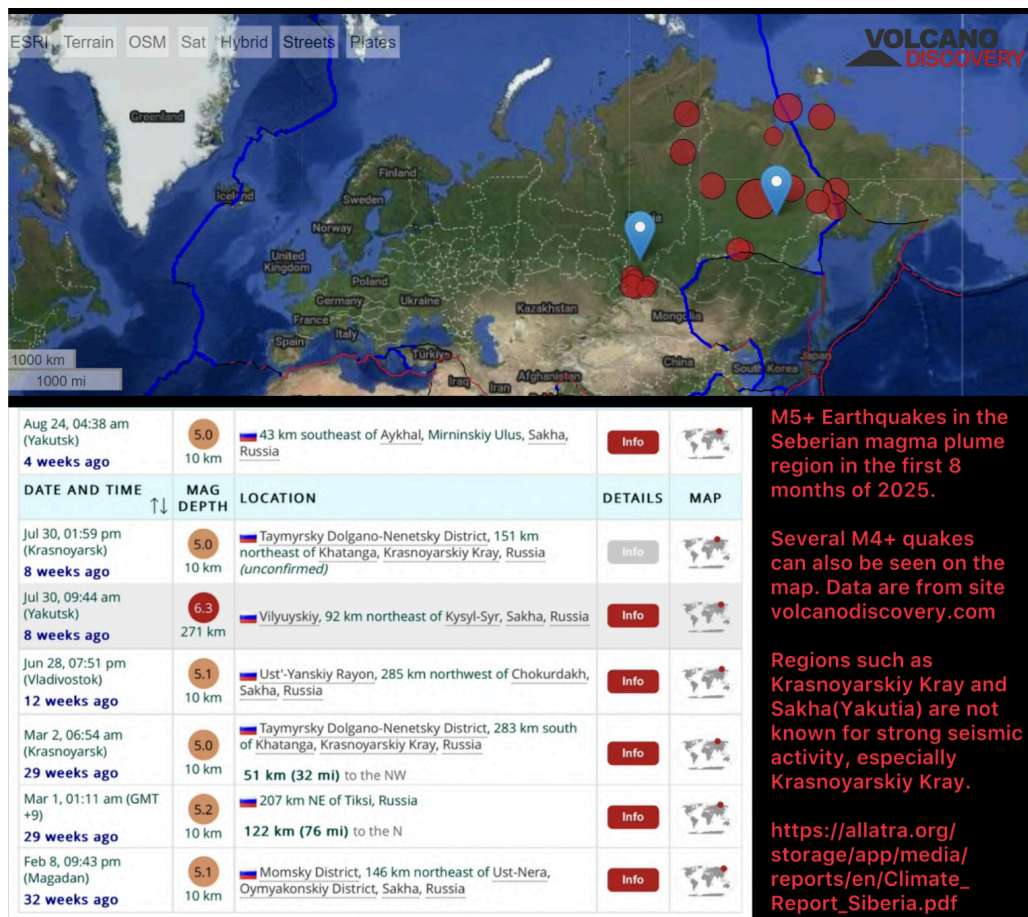 ESRI Terrain OSM Sat Hybrid Streets Plates
VOLCANO
DISCOVERY
Greenland
Iceland
Finland
Sweden
Norway
United
Kingdom
Poland
Germany
Ukraine
France
Italy
Spain
Türkiye
Iraq
Iran
Afghanistan
Kazakhstan
Mongolia
China
South Korea
Japan
1000 km
1000 mi
Aug 24, 04:38 am
(Yakutsk)
4 weeks ago
5.0
10 km
43 km southeast of Aykhal, Mirninskiy Ulus, Sakha,
Russia
Info
DATE AND TIME
MAG
DEPTH
LOCATION
DETAILS
MAP
Jul 30, 01:59 pm
(Krasnoyarsk)
8 weeks ago
5.0
10 km
Taymyrsky Dolgano-Nenetsky District, 151 km
northeast of Khatanga, Krasnoyarskiy Kray, Russia
(unconfirmed)
Info
Jul 30, 09:44 am
(Yakutsk)
8 weeks ago
6.3
271 km
Vilyuyskiy, 92 km northeast of Kysyl-Syr, Sakha, Russia
Info
Jun 28, 07:51 pm
(Vladivostok)
12 weeks ago
5.1
10 km
Ust'-Yanskiy Rayon, 285 km northwest of Chokurdakh,
Sakha, Russia
Info
Mar 2, 06:54 am
(Krasnoyarsk)
29 weeks ago
5.0
10 km
Taymyrsky Dolgano-Nenetsky District, 283 km south
of Khatanga, Krasnoyarskiy Kray, Russia
51 km (32 mi) to the NW
Info
Mar 1, 01:11 am (GMT
+9)
29 weeks ago
5.2
10 km
207 km NE of Tiksi, Russia
122 km (76 mi) to the N
Info
Feb 8, 09:43 pm
(Magadan)
32 weeks ago
5.1
10 km
Momsky District, 146 km northeast of Ust-Nera,
Oymyakonskiy District, Sakha, Russia
Info
M5+ Earthquakes in the
Seberian magma plume
region in the first 8
months of 2025.
Several M4+ quakes
can also be seen on the
map. Data are from site
volcanodiscovery.com
Regions such as
Krasnoyarskiy Kray and
Sakha(Yakutia) are not
known for strong seismic
activity, especially
Krasnoyarskiy Kray.
https://allatra.org/
storage/app/media/
reports/en/Climate_
Report_Siberia.pdf